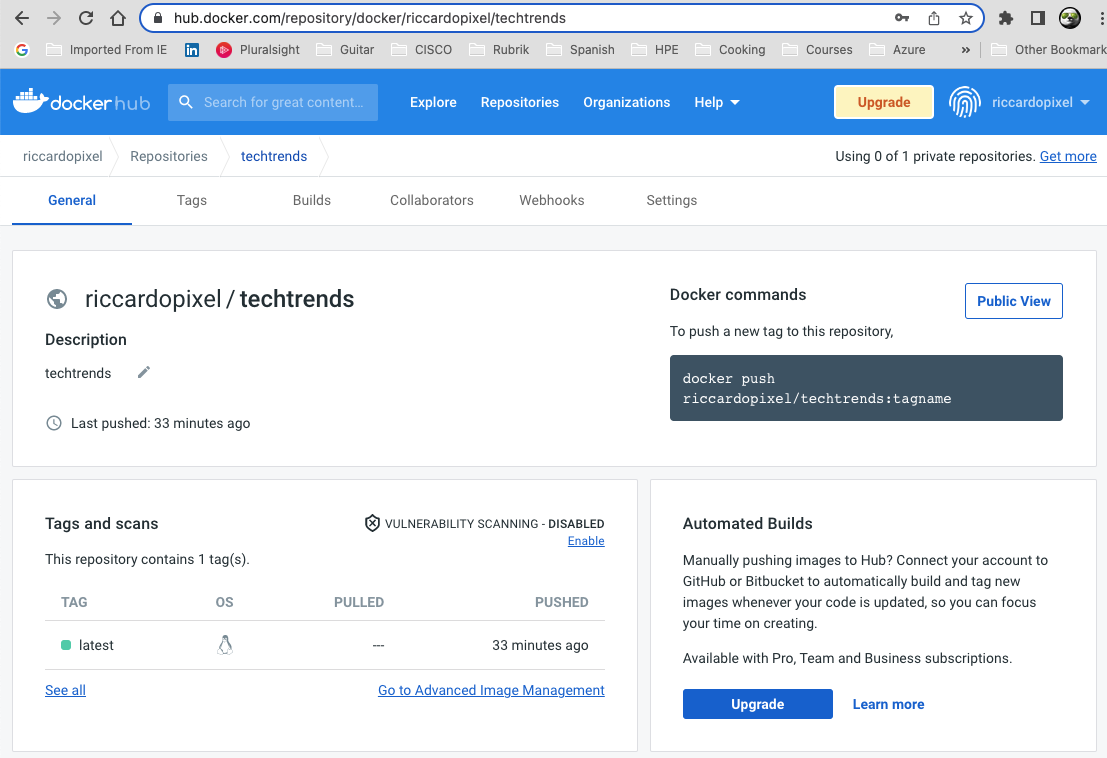 hub.docker.com/repository/docker/riccardopixel/techtrends
Imported From IE
Pluralsight
Guitar
CISCO
Rubrik
Spanish
HPE
Cooking
Courses
Azure
»
Other Bookmark
docker hub
Search for great content...
Explore
Repositories
Organizations
Help
Upgrade
riccardopixel
riccardopixel
Repositories
techtrends
Using 0 of 1 private repositories. Get more
General
Tags
Builds
Collaborators
Webhooks
Settings
riccardopixel / techtrends
Description
techtrends
Last pushed: 33 minutes ago
Docker commands
Public View
To push a new tag to this repository,
docker push
riccardopixel/techtrends:tagname
Tags and scans
VULNERABILITY SCANNING - DISABLED
Enable
This repository contains 1 tag(s).
TAG OS PULLED PUSHED
latest --- 33 minutes ago
See all
Go to Advanced Image Management
Automated Builds
Manually pushing images to Hub? Connect your account to
GitHub or Bitbucket to automatically build and tag new
images whenever your code is updated, so you can focus
your time on creating.
Available with Pro, Team and Business subscriptions.
Upgrade
Learn more